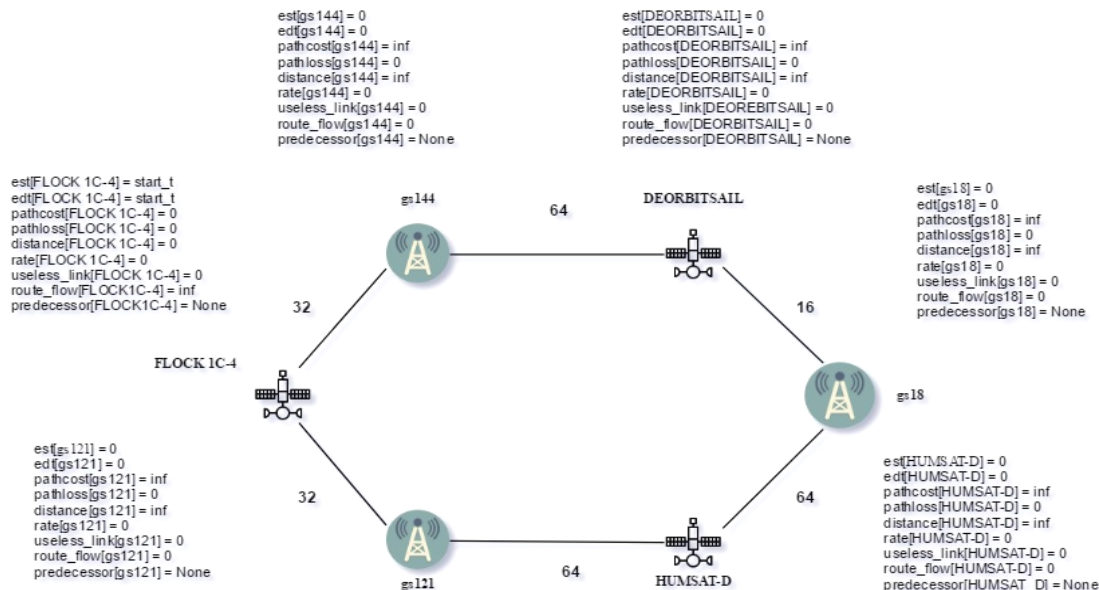 est[gs144] = 0
edt[gs144] = 0
pathcost[gs144] = inf
pathloss[gs144] = 0
distance[gs144] = inf
rate[gs144] = 0
useless_link[gs144] = 0
route_flow[gs144] = 0
predecessor[gs144] = None
est[DEORBITSAIL] = 0
edt[DEORBITSAIL] = 0
pathcost[DEORBITSAIL] = inf
pathloss[DEORBITSAIL] = 0
distance[DEORBITSAIL] = inf
rate[DEORBITSAIL] = 0
useless_link[DEOREBITSAIL] = 0
route_flow[DEORBITSAIL] = 0
predecessor[DEORBITSAIL] = None
est[FLOCK 1C-4] = start_t
edt[FLOCK 1C-4] = start_t
pathcost[FLOCK 1C-4] = 0
pathloss[FLOCK 1C-4] = 0
distance[FLOCK 1C-4] = 0
rate[FLOCK 1C-4] = 0
useless_link[FLOCK 1C-4] = 0
route_flow[FLOCK1C-4] = inf
predecessor[FLOCK1C-4] = None
est[gs18] = 0
edt[gs18] = 0
pathcost[gs18] = inf
pathloss[gs18] = 0
distance[gs18] = inf
rate[gs18] = 0
useless_link[gs18] = 0
route_flow[gs18] = 0
predecessor[gs18] = None
gs144
64
DEORBITSAIL
32
16
FLOCK 1C-4
gs18
est[gs121] = 0
edt[gs121] = 0
pathcost[gs121] = inf
pathloss[gs121] = 0
distance[gs121] = inf
rate[gs121] = 0
useless_link[gs121] = 0
route_flow[gs121] = 0
predecessor[gs121] = None
32
64
est[HUMSAT-D] = 0
edt[HUMSAT-D] = 0
pathcost[HUMSAT-D] = inf
pathloss[HUMSAT-D] = 0
distance[HUMSAT-D] = inf
rate[HUMSAT-D] = 0
useless_link[HUMSAT-D] = 0
route_flow[HUMSAT-D] = 0
predecessor[HUMSAT_D] = None
gs121
64
HUMSAT-D